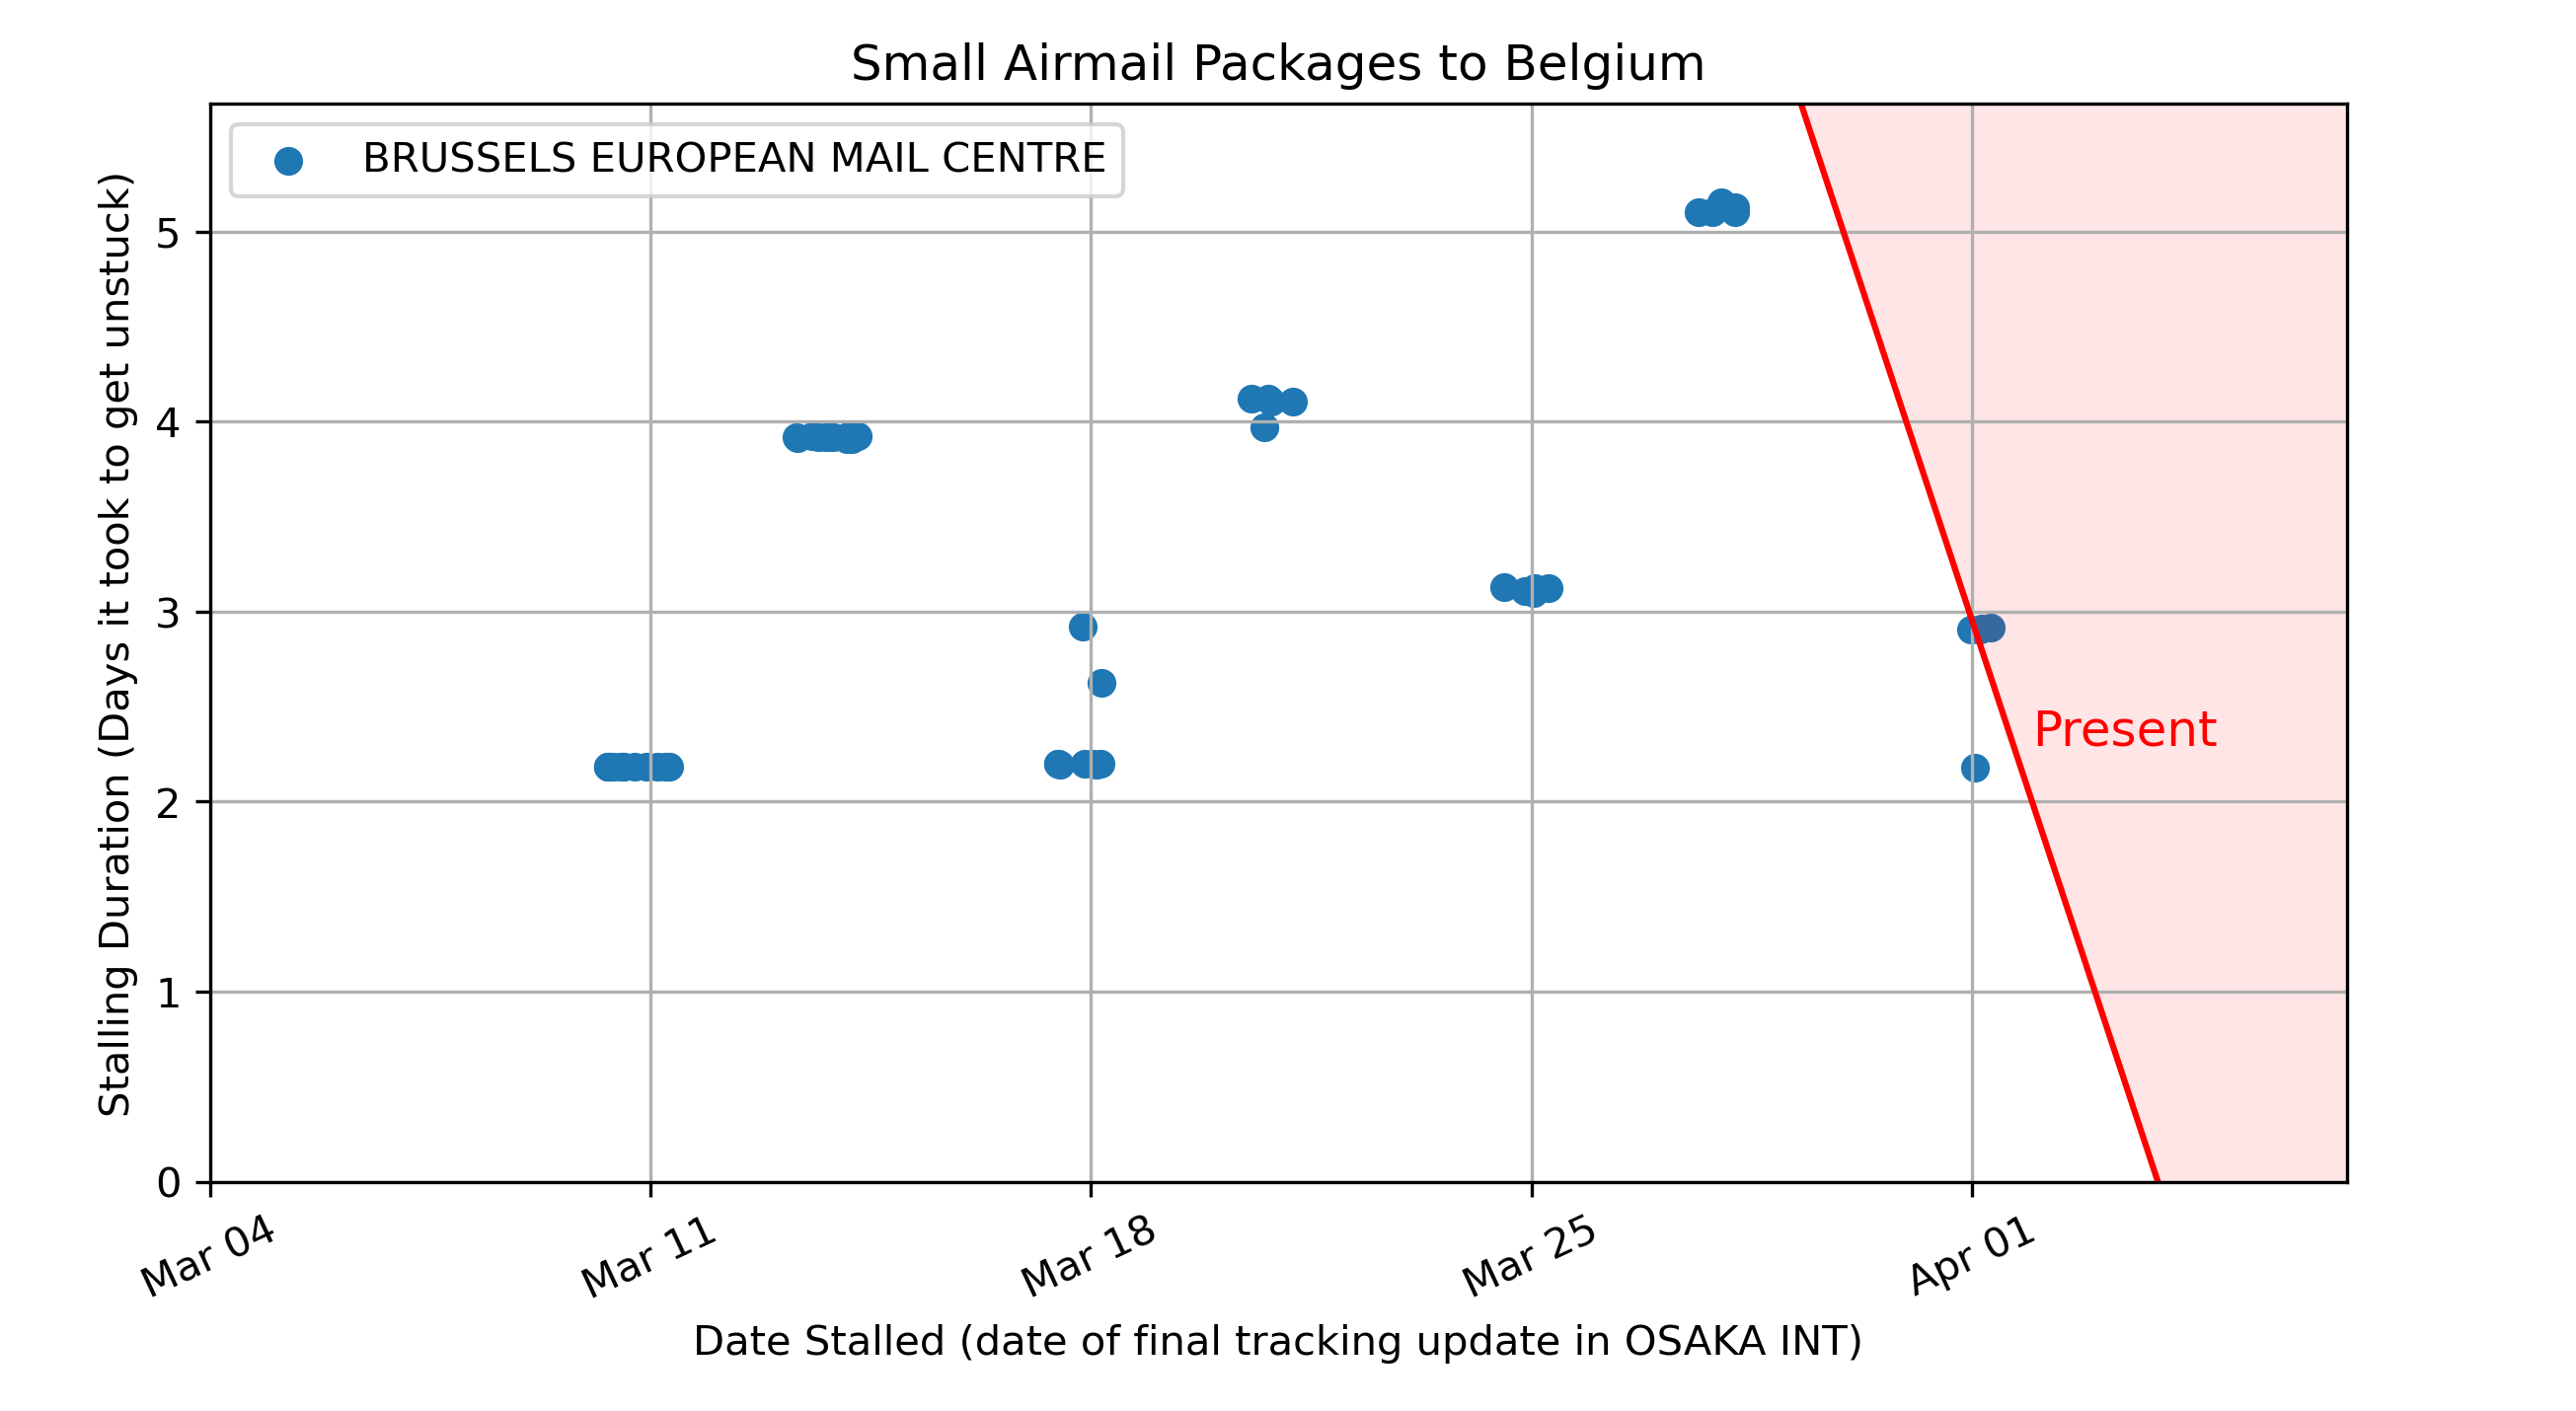 Small Airmail Packages to Belgium
BRUSSELS EUROPEAN MAIL CENTRE
Stalling Duration (Days it took to get unstuck)
5
4
3
2
1
0
Present
Mar 04
Mar 11
Mar 18
Mar 25
Apr 01
Date Stalled (date of final tracking update in OSAKA INT)